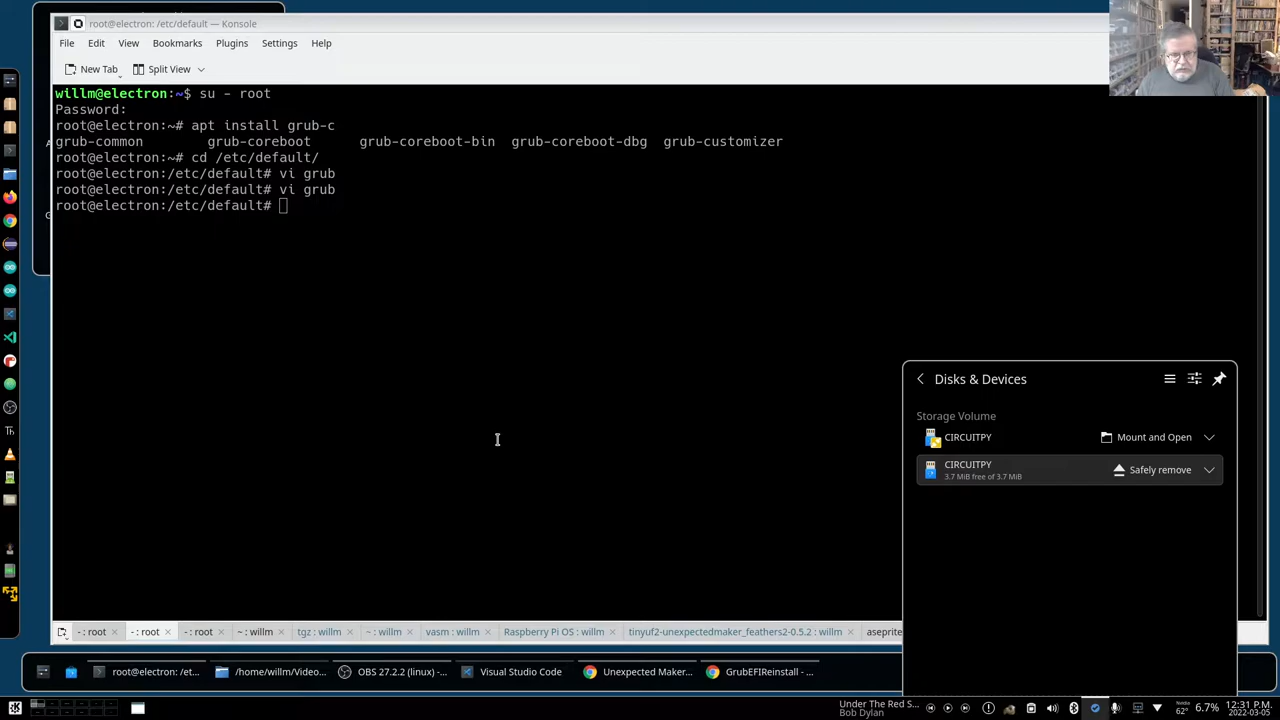 root@electron: /etc/default — Konsole
File Edit View Bookmarks Plugins Settings Help
New Tab Split View
willm@electron:~$ su - root
Password:
root@electron:~# apt install grub-c
grub-common grub-coreboot grub-coreboot-bin grub-coreboot-dbg grub-customizer
root@electron:~# cd /etc/default/
root@electron:/etc/default# vi grub
root@electron:/etc/default# vi grub
root@electron:/etc/default#
Disks & Devices
Storage Volume
CIRCUITPY Mount and Open
CIRCUITPY Safely remove
3.7 MiB free of 3.7 MiB
- : root - : root - : root ~ : willm tgz : willm ~ : willm vasm : willm Raspberry Pi OS : willm tinyuf2-unexpectedmaker_feathers2-0.5.2 : willm aseprite
root@electron: /et... /home/willm/Video... OBS 27.2.2 (linux) -... Visual Studio Code Unexpected Maker... GrubEFIReinstall - ...
Under The Red S...
Bob Dylan
Nvidia
62° 6.7% 12:31 P.M.
2022-03-05